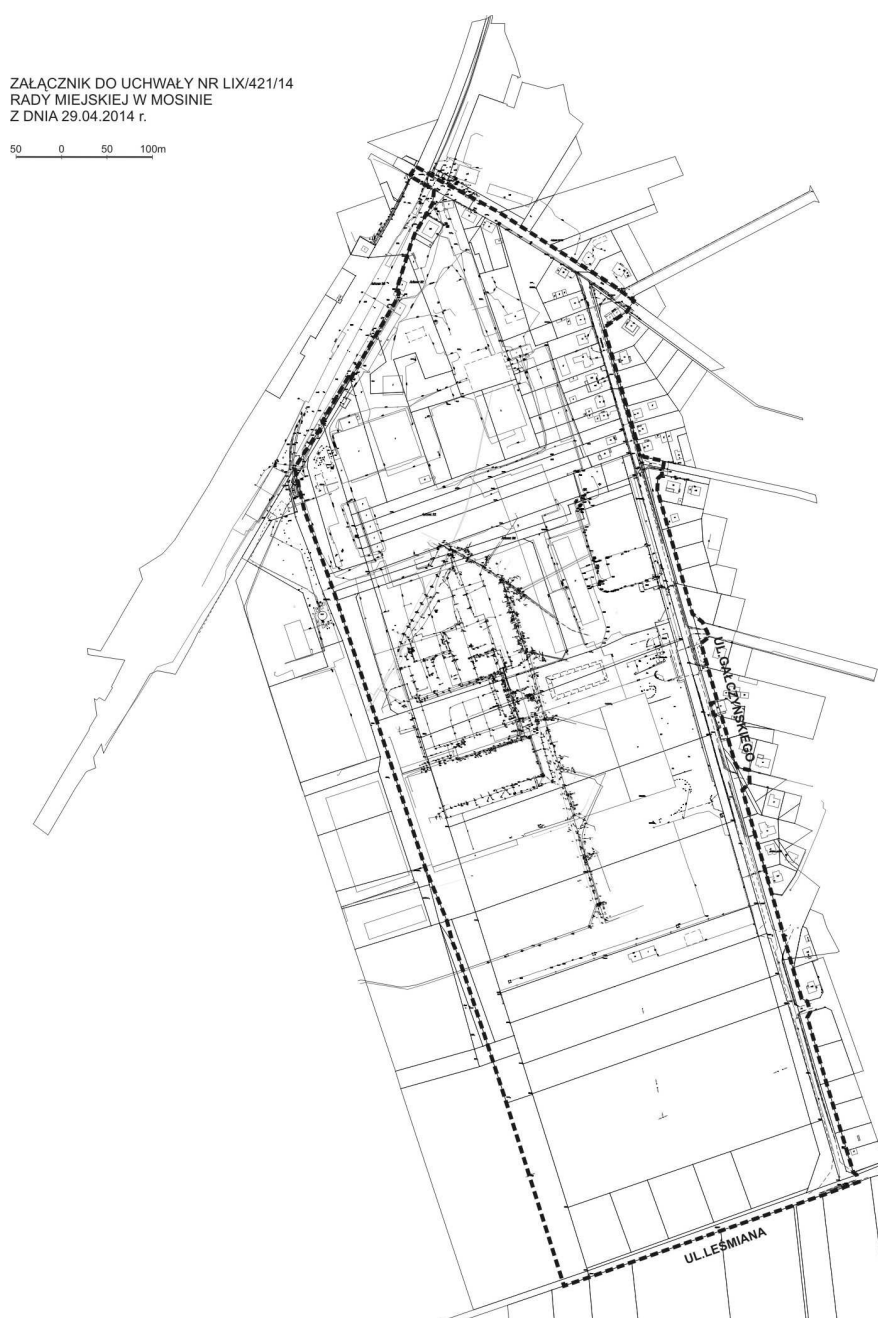 ZAŁĄCZNIK DO UCHWAŁY NR LIX/421/14
RADY MIEJSKIEJ W MOSINIE
Z DNIA 29.04.2014 r.
50 0 50 100m
UL.GAŁCZYŃSKIEGO
UL.LEŚMIANA